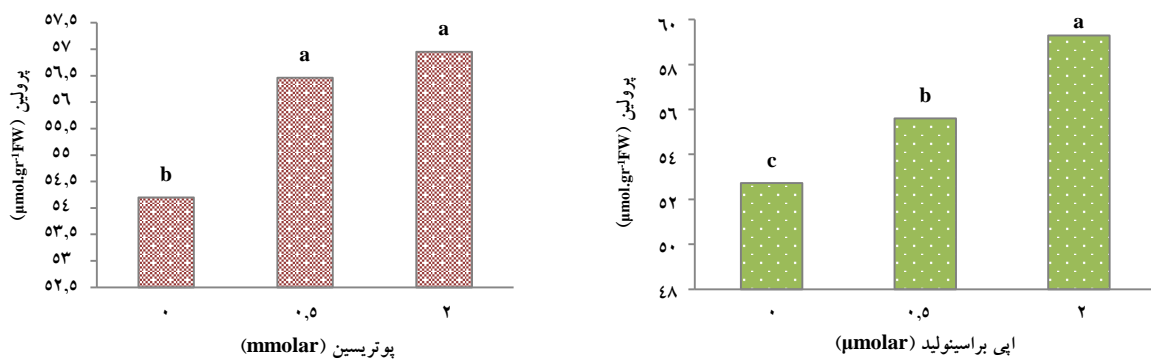 پرولین (µmol.gr-1FW)
۵۷,۵
۵۷
۵۶,۵
۵۶
۵۵,۵
۵۵
۵۴,۵
۵۴
۵۳,۵
۵۳
۵۲,۵
b
a
a
۰
۰,۵
۲
پوتریسین (mmolar)
پرولین (µmol.gr-1FW)
۶۰
۵۸
۵۶
۵۴
۵۲
۵۰
۴۸
c
b
a
۰
۰,۵
۲
اپی براسینولید (µmolar)